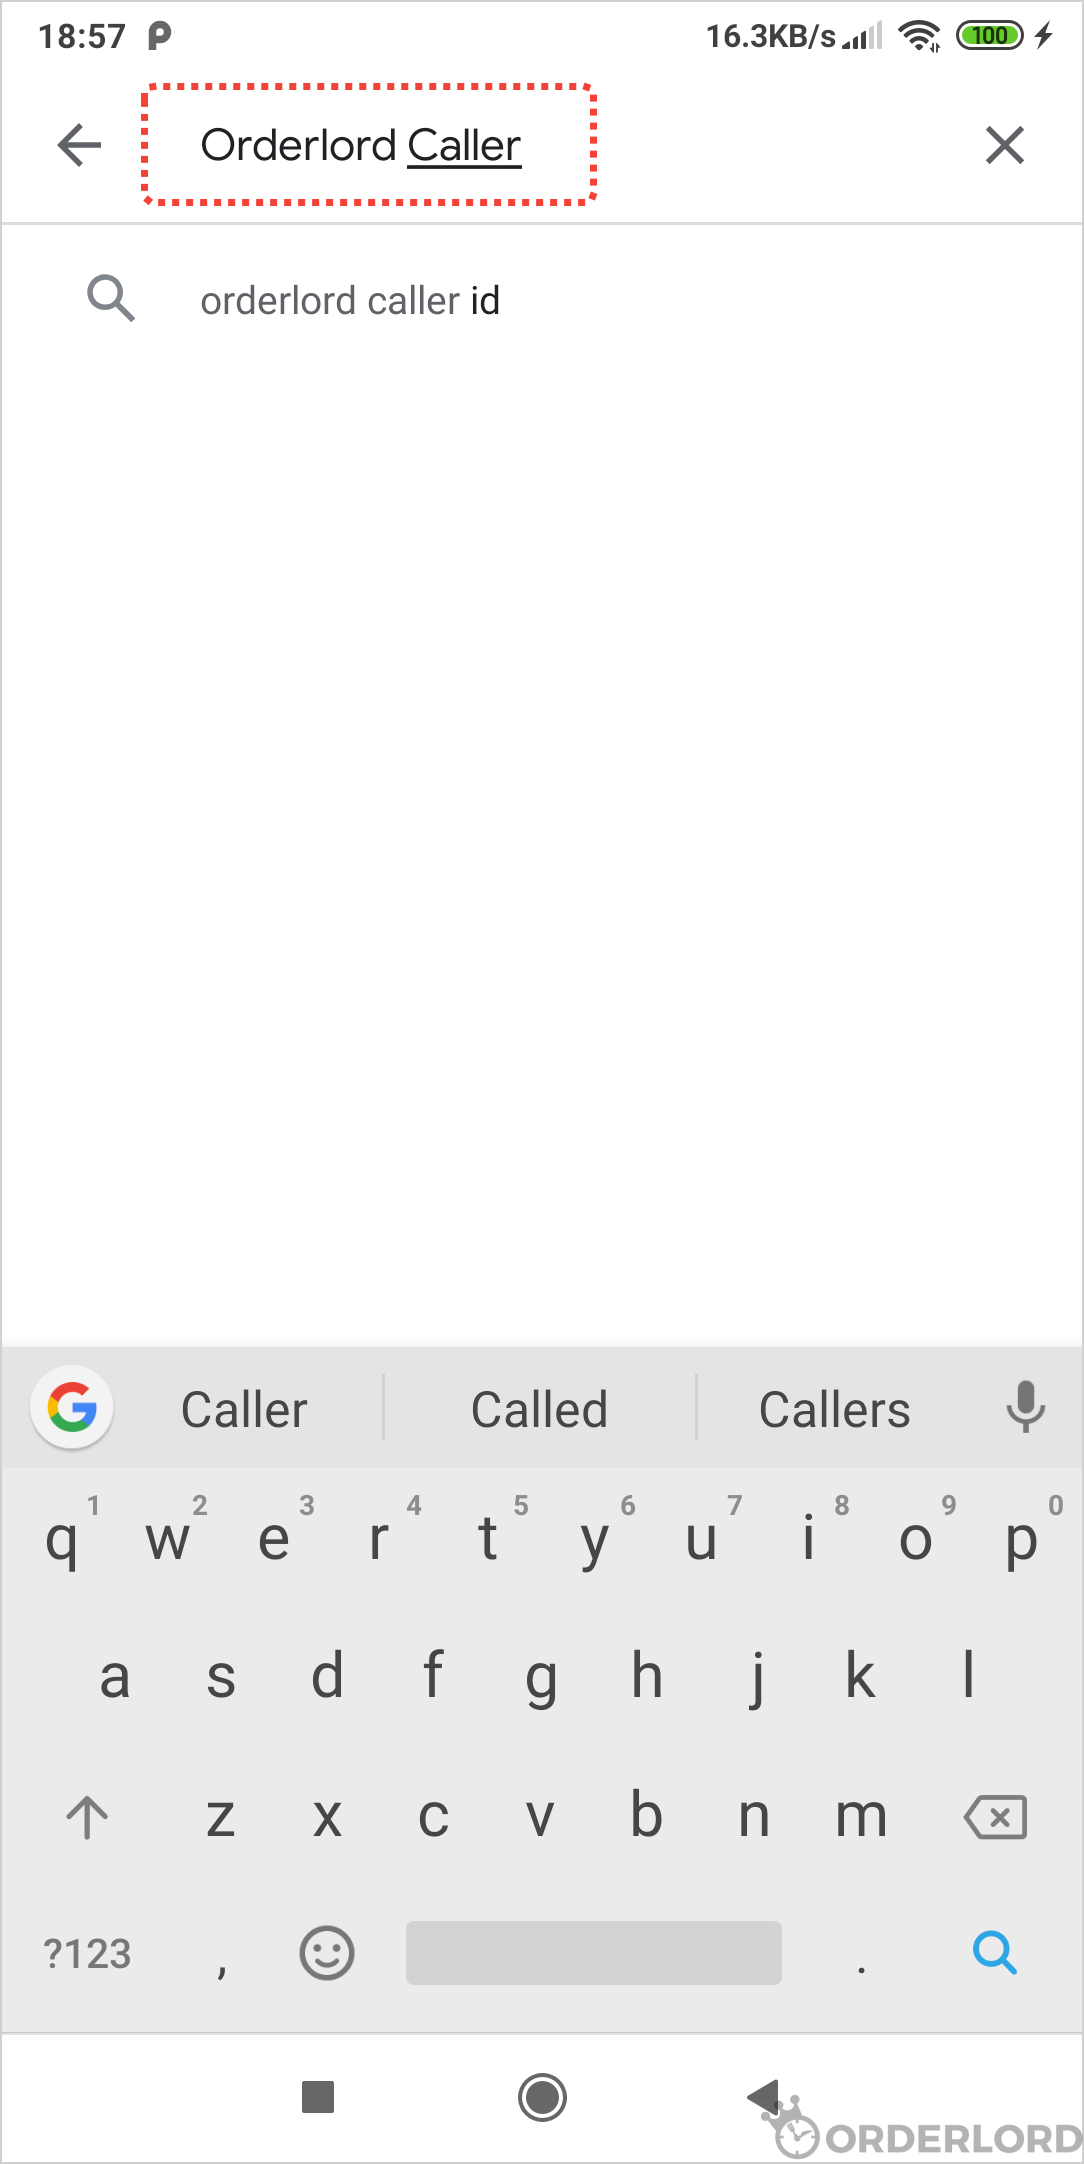 18:57 16.3KB/s 100
Orderlord Caller
orderlord caller id
Caller Called Callers
1 2 3 4 5 6 7 8 9 0
q w e r t y u i o p
a s d f g h j k l
z x c v b n m
?123 , .
ORDERLORD